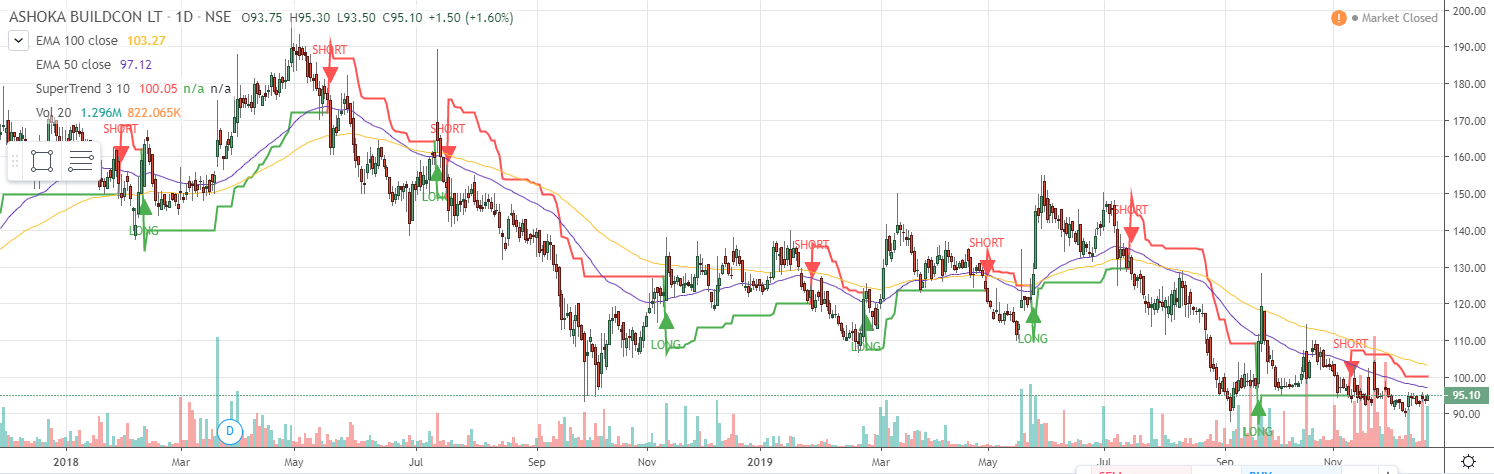 ASHOKA BUILDCON LT · 1D · NSE O93.75 H95.30 L93.50 C95.10 +1.50 (+1.60%)
! Market Closed
EMA 100 close 103.27
EMA 50 close 97.12
SuperTrend 3 10 100.05 n/a n/a
Vol 20 1.296M 822.065K
200.00
190.00
180.00
170.00
160.00
150.00
140.00
130.00
120.00
110.00
100.00
95.10
90.00
SHORT
LONG
SHORT
SHORT
LONG
LONG
SHORT
LONG
SHORT
LONG
SHORT
LONG
SHORT
D
2018 Mar May Jul Sep Nov 2019 Mar May Jul Sep Nov
SELL BUY